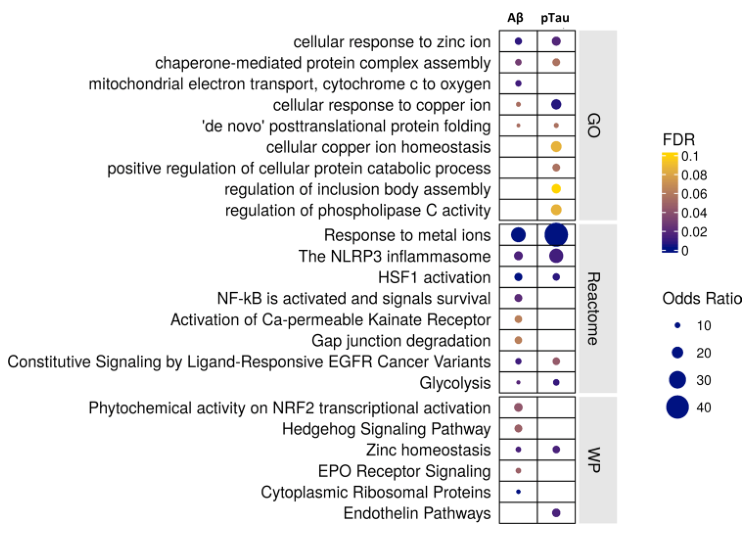 Aβ pTau
cellular response to zinc ion
chaperone-mediated protein complex assembly
mitochondrial electron transport, cytochrome c to oxygen
cellular response to copper ion
'de novo' posttranslational protein folding
cellular copper ion homeostasis
positive regulation of cellular protein catabolic process
regulation of inclusion body assembly
regulation of phospholipase C activity
GO
Response to metal ions
The NLRP3 inflammasome
HSF1 activation
NF-kB is activated and signals survival
Activation of Ca-permeable Kainate Receptor
Gap junction degradation
Constitutive Signaling by Ligand-Responsive EGFR Cancer Variants
Glycolysis
Reactome
Phytochemical activity on NRF2 transcriptional activation
Hedgehog Signaling Pathway
Zinc homeostasis
EPO Receptor Signaling
Cytoplasmic Ribosomal Proteins
Endothelin Pathways
WP
FDR
0.1
0.08
0.06
0.04
0.02
0
Odds Ratio
10
20
30
40